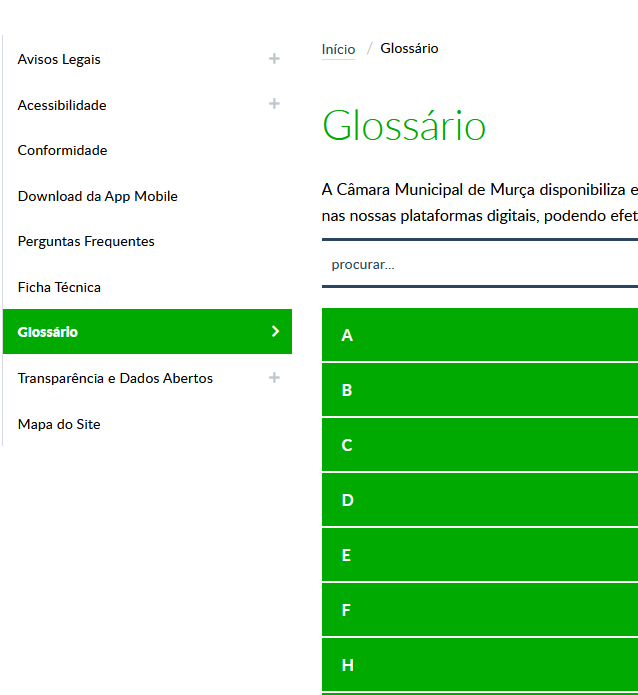 Avisos Legais
Acessibilidade
Conformidade
Download da App Mobile
Perguntas Frequentes
Ficha Técnica
Glossário
Transparência e Dados Abertos
Mapa do Site
Início / Glossário
Glossário
A Câmara Municipal de Murça disponibiliza e
nas nossas plataformas digitais, podendo efet
procurar...
A
B
C
D
E
F
H